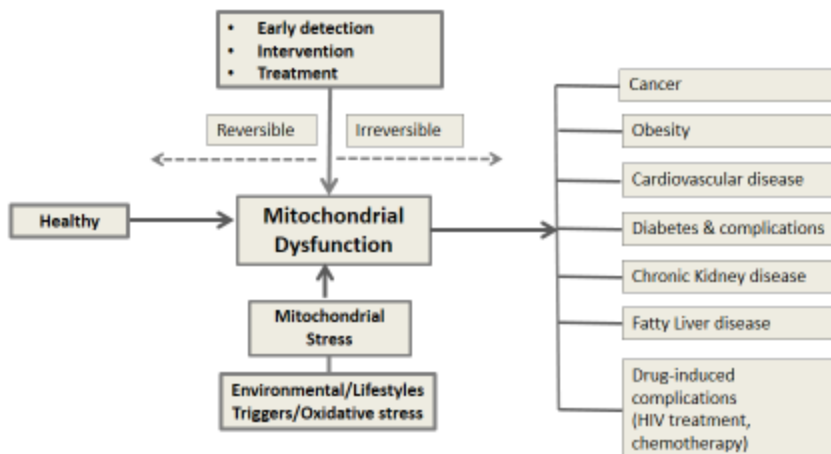 • Early detection
• Intervention
• Treatment
Reversible
Irreversible
Healthy
Mitochondrial
Dysfunction
Mitochondrial
Stress
Environmental/Lifestyles
Triggers/Oxidative stress
Cancer
Obesity
Cardiovascular disease
Diabetes & complications
Chronic Kidney disease
Fatty Liver disease
Drug-induced
complications
(HIV treatment,
chemotherapy)